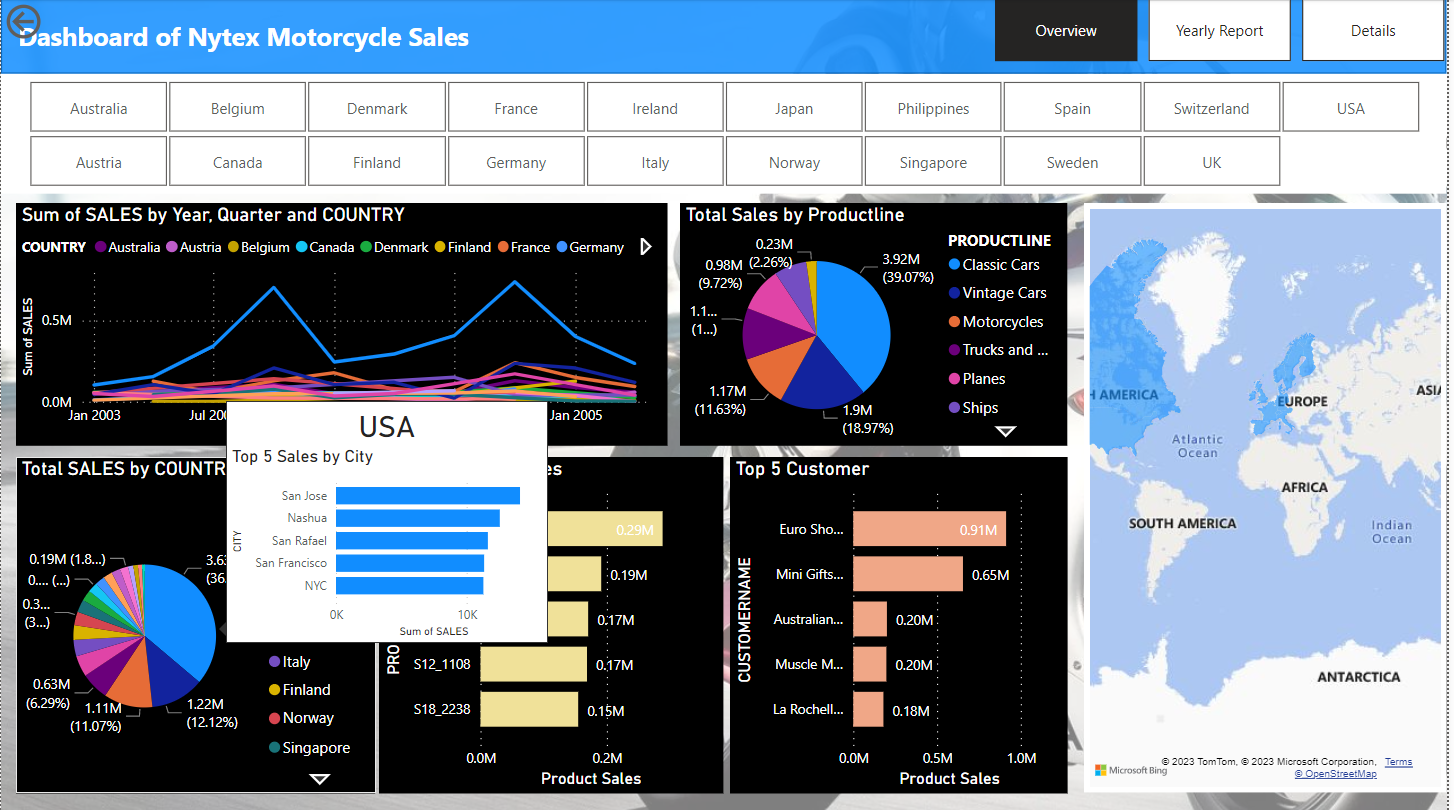 Dashboard of Nytex Motorcycle Sales
Overview
Yearly Report
Details
Australia
Belgium
Denmark
France
Ireland
Japan
Philippines
Spain
Switzerland
USA
Austria
Canada
Finland
Germany
Italy
Norway
Singapore
Sweden
UK
Sum of SALES by Year, Quarter and COUNTRY
COUNTRY Australia Austria Belgium Canada Denmark Finland France Germany
Sum of SALES
0.5M
0.0M
Jan 2003
Jul 200
Jan 2005
Total Sales by Productline
0.23M
(2.26%)
0.98M
(9.72%)
1.1...
(1...)
1.17M
(11.63%)
3.92M
(39.07%)
1.9M
(18.97%)
PRODUCTLINE
Classic Cars
Vintage Cars
Motorcycles
Trucks and ...
Planes
Ships
H AMERICA
EUROPE
ASIA
Atlantic
Ocean
AFRICA
SOUTH AMERICA
Indian
Ocean
ANTARCTICA
Microsoft Bing
© 2023 TomTom, © 2023 Microsoft Corporation, Terms
© OpenStreetMap
Total SALES by COUNTR
0.19M (1.8...)
0... (...)
0.3...
(3...)
0.63M
(6.29%)
1.11M
(11.07%)
1.22M
(12.12%)
3.63
(36.
Italy
Finland
Norway
Singapore
USA
Top 5 Sales by City
CITY
San Jose
Nashua
San Rafael
San Francisco
NYC
0K
10K
Sum of SALES
es
PRO
0.29M
0.19M
0.17M
S12_1108
0.17M
S18_2238
0.15M
0.0M
0.2M
Product Sales
Top 5 Customer
CUSTOMERNAME
Euro Sho...
0.91M
Mini Gifts...
0.65M
Australian...
0.20M
Muscle M...
0.20M
La Rochell...
0.18M
0.0M
0.5M
1.0M
Product Sales